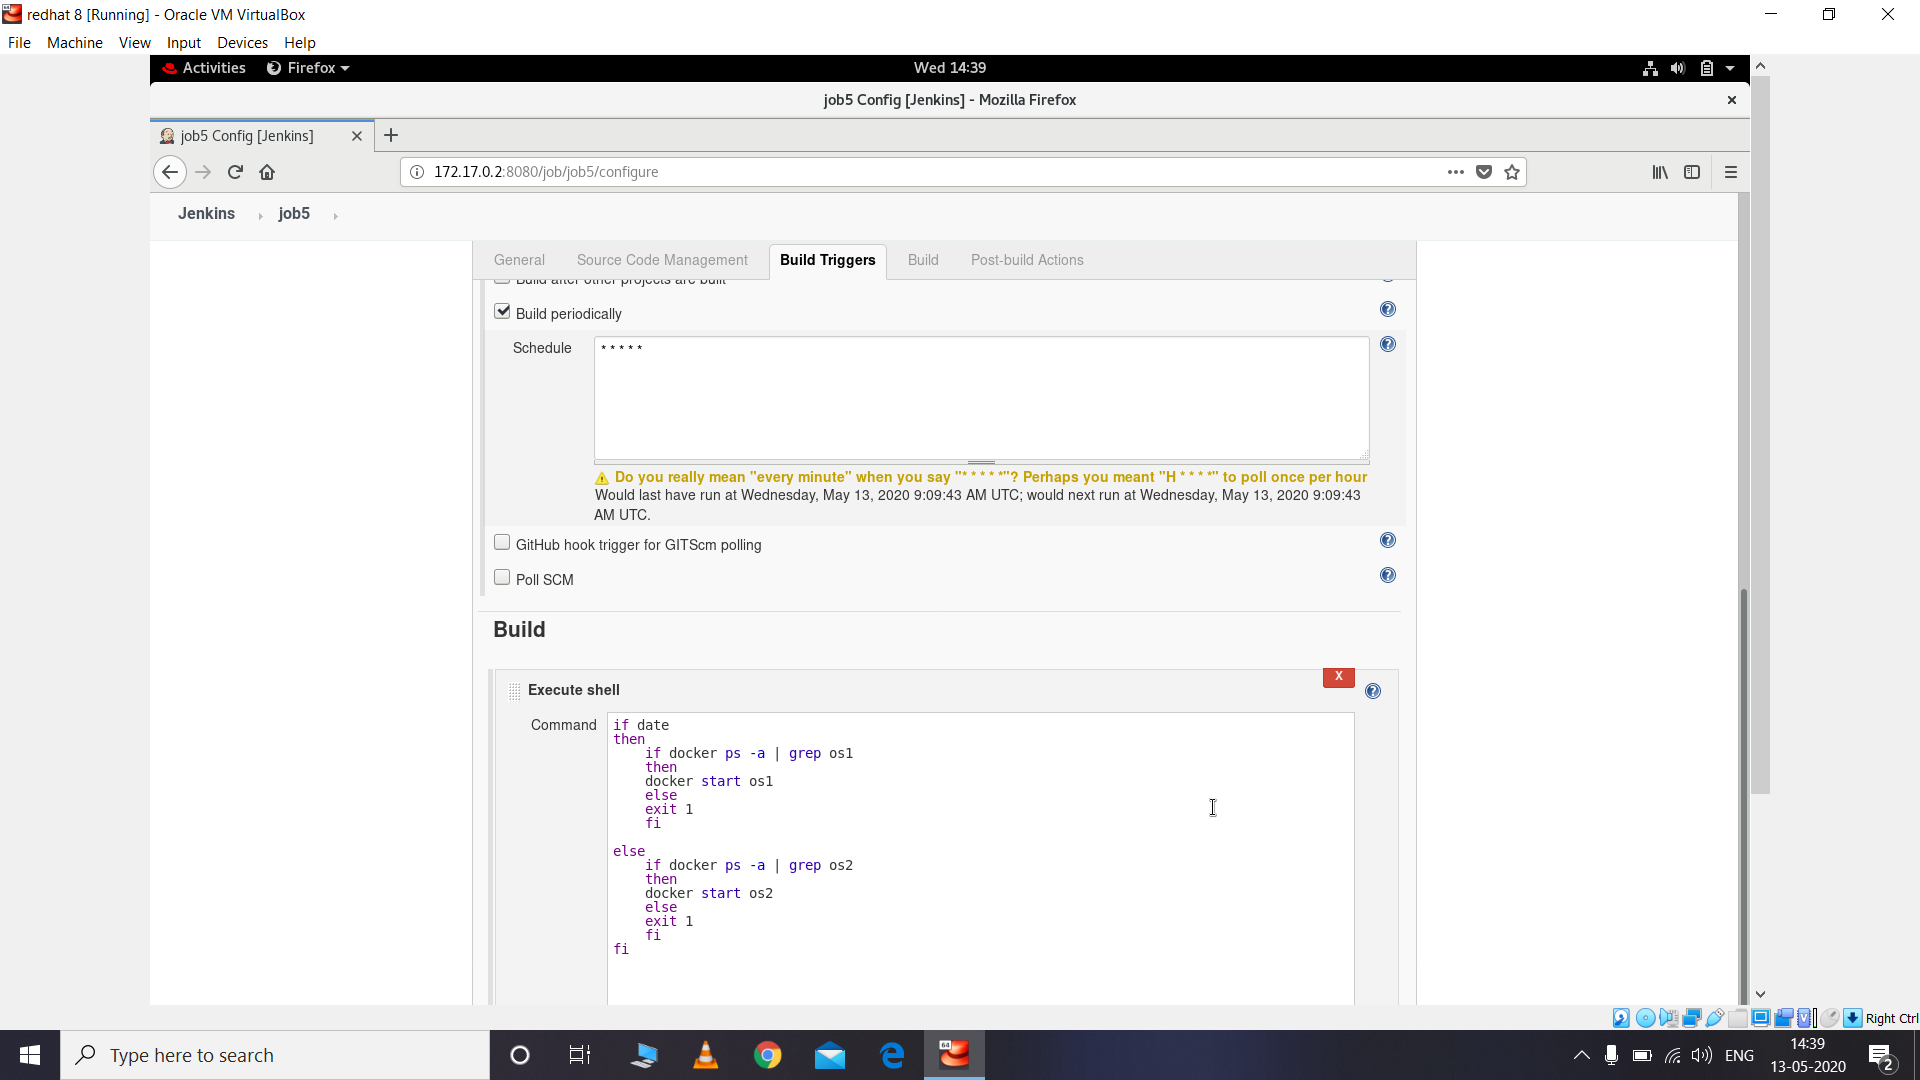 redhat 8 [Running] - Oracle VM VirtualBox
File Machine View Input Devices Help
Activities Firefox Wed 14:39
job5 Config [Jenkins] - Mozilla Firefox
job5 Config [Jenkins]
172.17.0.2:8080/job/job5/configure
Jenkins job5
General Source Code Management Build Triggers Build Post-build Actions
Build after other projects are built
Build periodically
Schedule * * * * *
Do you really mean "every minute" when you say "* * * * *"? Perhaps you meant "H * * * *" to poll once per hour
Would last have run at Wednesday, May 13, 2020 9:09:43 AM UTC; would next run at Wednesday, May 13, 2020 9:09:43
AM UTC.
GitHub hook trigger for GITScm polling
Poll SCM
Build
X
Execute shell
Command
if date
then
if docker ps -a | grep os1
then
docker start os1
else
exit 1
fi
else
if docker ps -a | grep os2
then
docker start os2
else
exit 1
fi
fi
Right Ctrl
Type here to search
64
ENG
14:39
13-05-2020
2